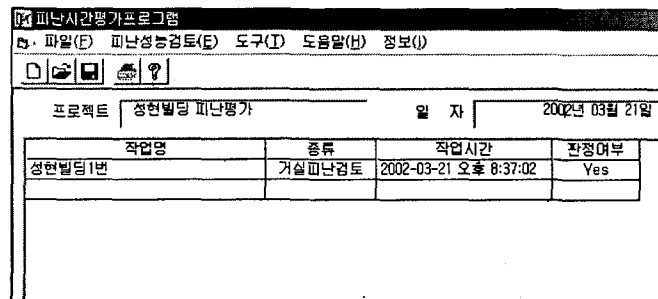 피난시간평가프로그램
파일(F) 피난성능검토(E) 도구(T) 도움말(H) 정보(I)
프로젝트 성현빌딩 피난평가 일 자 2002년 03월 21일
작업명 종류 작업시간 판정여부
성현빌딩1번 거실피난검토 2002-03-21 오후 8:37:02 Yes